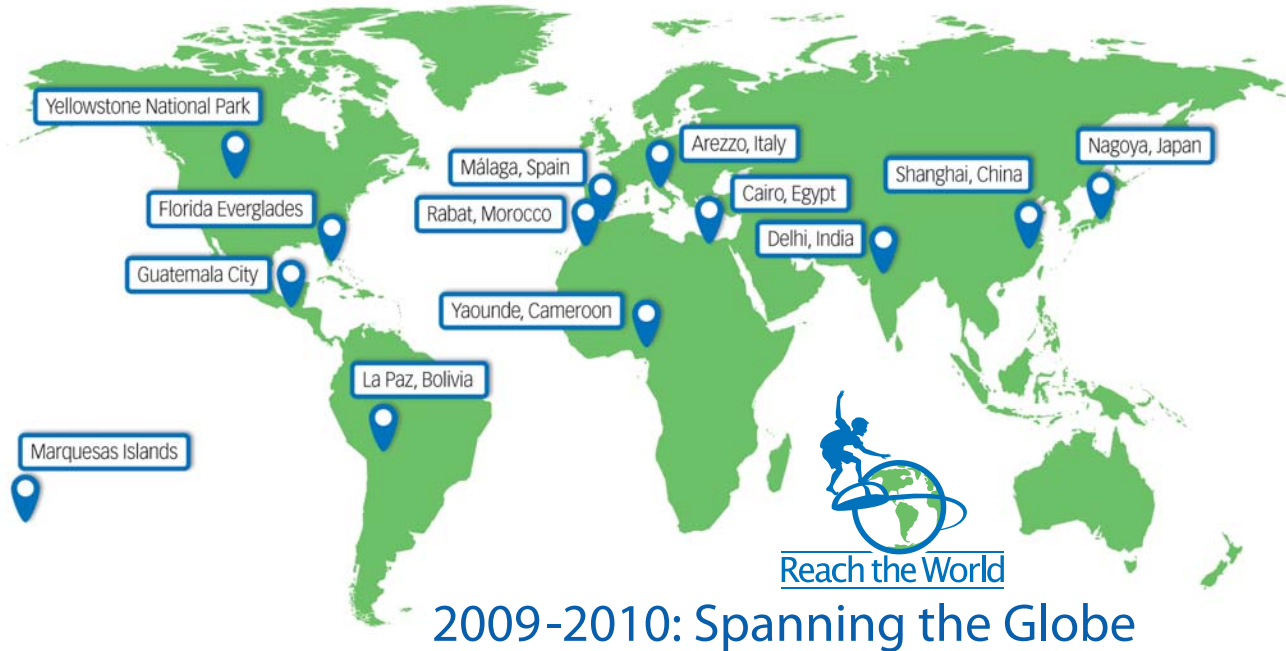 Yellowstone National Park
Arezzo, Italy
Nagoya, Japan
Málaga, Spain
Shanghai, China
Cairo, Egypt
Florida Everglades
Rabat, Morocco
Delhi, India
Guatemala City
Yaounde, Cameroon
La Paz, Bolivia
Marquesas Islands
Reach the World
2009-2010: Spanning the Globe